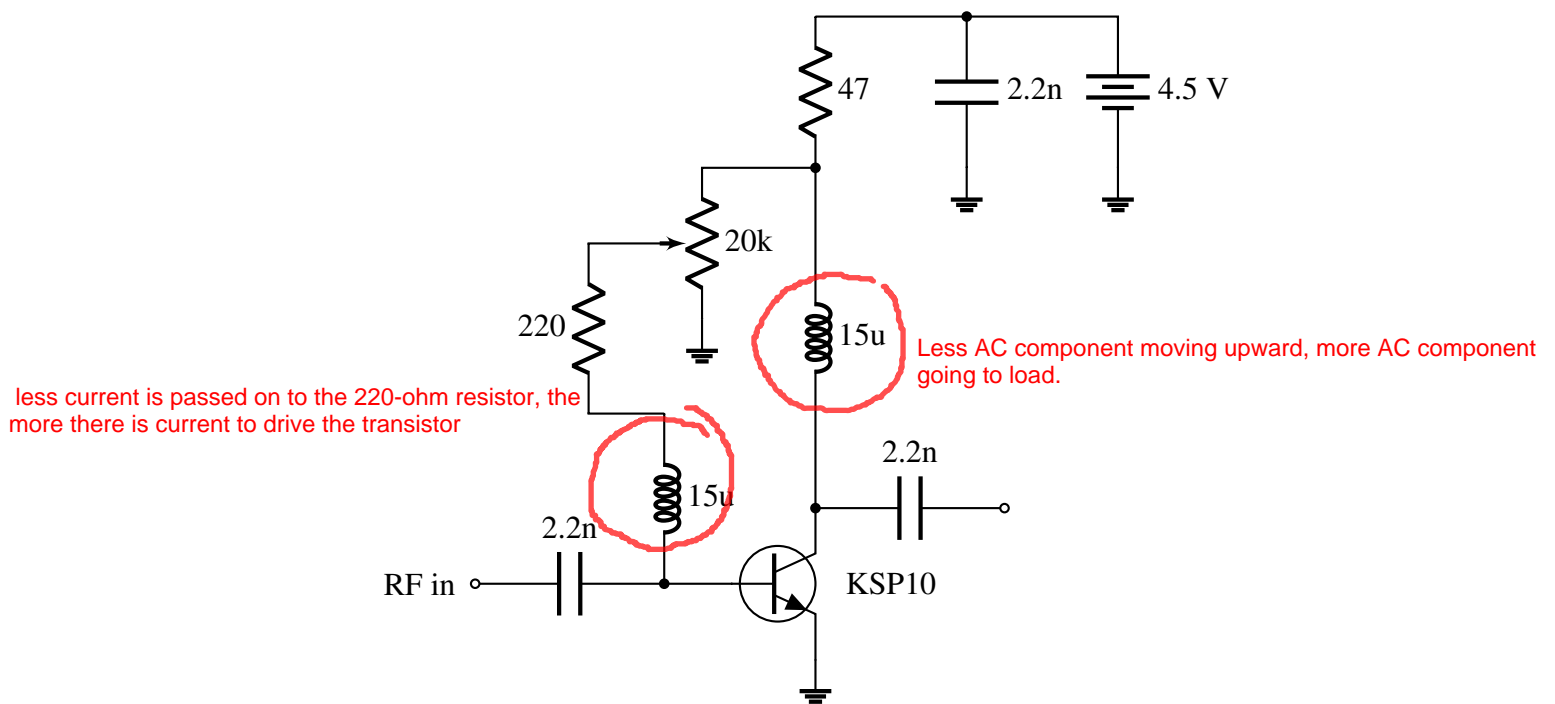 47
2.2n
4.5 V
20k
220
15u
Less AC component moving upward, more AC component
going to load.
less current is passed on to the 220-ohm resistor, the
more there is current to drive the transistor
2.2n
15u
2.2n
RF in
KSP10